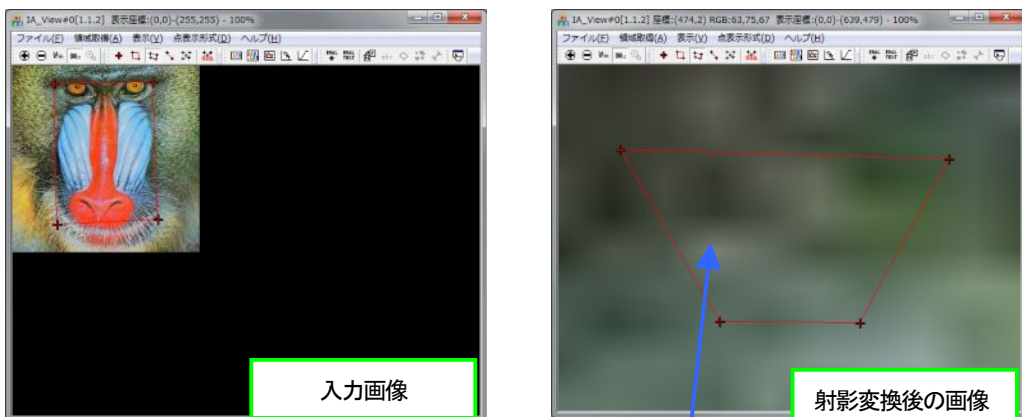 IA_View#0[1.1.2] 表示座標:(0,0)-(255,255) - 100%
ファイル(F) 領域取得(A) 表示(V) 点表示形式(D) ヘルプ(H)
入力画像
IA_View#0[1.1.2] 座標:(474,2) RGB:63,75,67 表示座標:(0,0)-(639,479) - 100%
ファイル(F) 領域取得(A) 表示(V) 点表示形式(D) ヘルプ(H)
射影変換後の画像